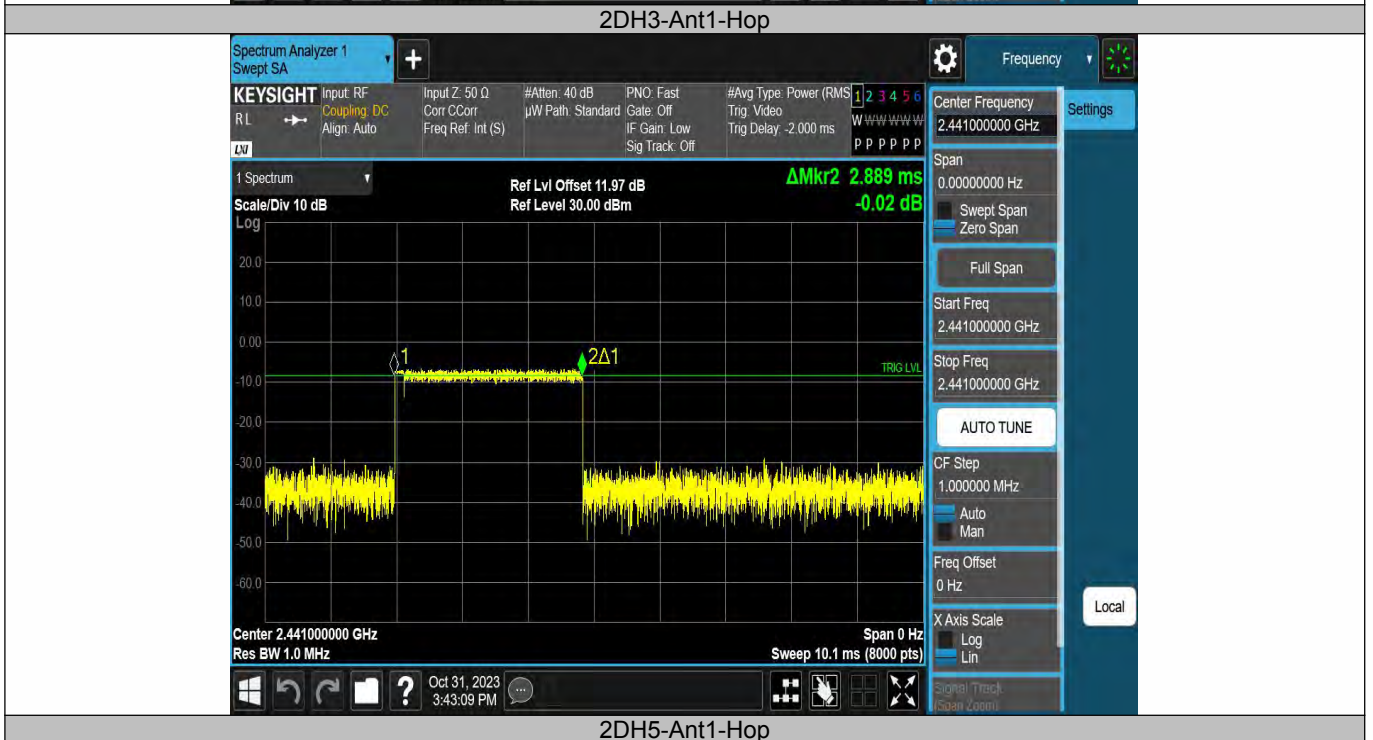 2DH3-Ant1-Hop
Spectrum Analyzer 1
Swept SA
+
Frequency
KEYSIGHT
RL
LXI
Input: RF
Coupling: DC
Align: Auto
Input Z: 50 Ω
Corr CCorr
Freq Ref: Int (S)
#Atten: 40 dB
µW Path: Standard
PNO: Fast
Gate: Off
IF Gain: Low
Sig Track: Off
#Avg Type: Power (RMS
Trig: Video
Trig Delay: -2.000 ms
1 2 3 4 5 6
W W W W W W
P P P P P P
Center Frequency
2.441000000 GHz
Settings
1 Spectrum
Scale/Div 10 dB
Log
Ref Lvl Offset 11.97 dB
Ref Level 30.00 dBm
ΔMkr2 2.889 ms
-0.02 dB
Span
0.00000000 Hz
Swept Span
Zero Span
Full Span
Start Freq
2.441000000 GHz
Stop Freq
2.441000000 GHz
AUTO TUNE
CF Step
1.000000 MHz
Auto
Man
Freq Offset
0 Hz
X Axis Scale
Log
Lin
Signal Track
(Span Zoom)
Local
20.0
10.0
0.00
-10.0
-20.0
-30.0
-40.0
-50.0
-60.0
1
2Δ1
TRIG LVL
Center 2.441000000 GHz
Res BW 1.0 MHz
Span 0 Hz
Sweep 10.1 ms (8000 pts)
?
Oct 31, 2023
3:43:09 PM
2DH5-Ant1-Hop